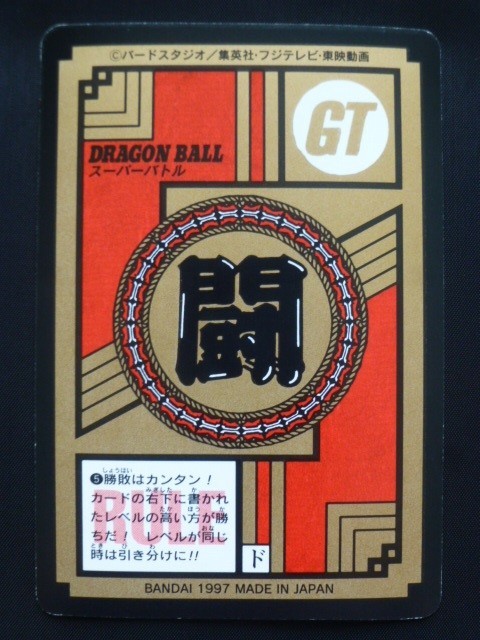 ©バードスタジオ/集英社・フジテレビ・東映動画
GT
DRAGON BALL
スーパーバトル
闘
RULE
❺勝敗はカンタン!
カードの右下に書かれ
たレベルの高い方が勝
ちだ! レベルが同じ
時は引き分けに!!
ド
BANDAI 1997 MADE IN JAPAN